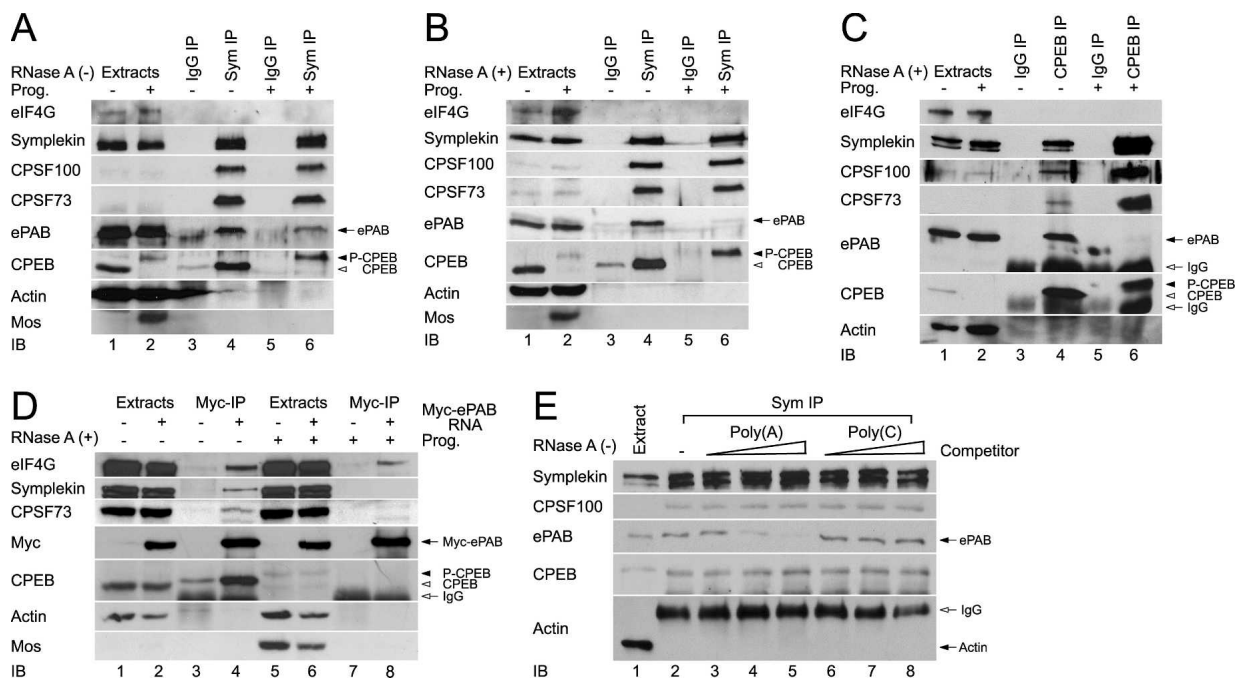 A
IgG IP
Sym IP
IgG IP
Sym IP
RNase A (-) Extracts
Prog. - + - - + +
eIF4G
Symplekin
CPSF100
CPSF73
ePAB
ePAB
CPEB
P-CPEB
CPEB
Actin
Mos
IB 1 2 3 4 5 6
B
IgG IP
Sym IP
IgG IP
Sym IP
RNase A (+) Extracts
Prog. - + - - + +
eIF4G
Symplekin
CPSF100
CPSF73
ePAB
ePAB
CPEB
P-CPEB
CPEB
Actin
Mos
IB 1 2 3 4 5 6
C
IgG IP
CPEB IP
IgG IP
CPEB IP
RNase A (+) Extracts
Prog. - + - - + +
eIF4G
Symplekin
CPSF100
CPSF73
ePAB
ePAB
IgG
CPEB
P-CPEB
CPEB
IgG
Actin
IB 1 2 3 4 5 6
D
Extracts Myc-IP Extracts Myc-IP
- + - + - + - + Myc-ePAB RNA
RNase A (+) - - - - + + + + Prog.
eIF4G
Symplekin
CPSF73
Myc
Myc-ePAB
CPEB
P-CPEB
CPEB
IgG
Actin
Mos
IB 1 2 3 4 5 6 7 8
E
Extract
Sym IP
RNase A (-) - Poly(A) Poly(C) Competitor
Symplekin
CPSF100
ePAB
ePAB
CPEB
Actin
IgG
Actin
IB 1 2 3 4 5 6 7 8